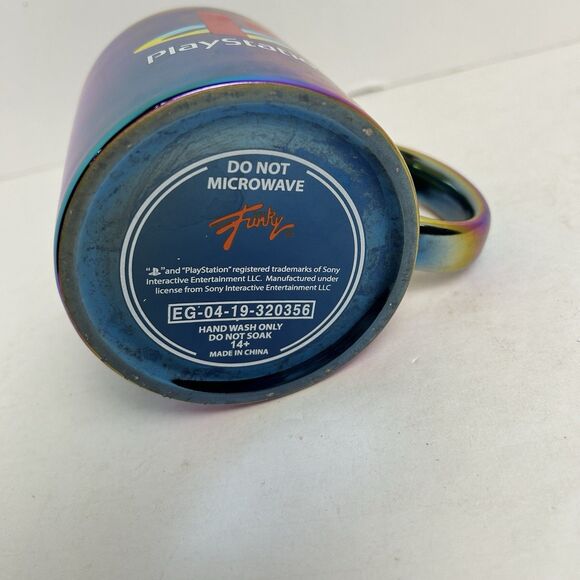 PlayStation
DO NOT
MICROWAVE
Funky
"PS" and "PlayStation" registered trademarks of Sony
Interactive Entertainment LLC. Manufactured under
license from Sony Interactive Entertainment LLC
EG-04-19-320356
HAND WASH ONLY
DO NOT SOAK
14+
MADE IN CHINA